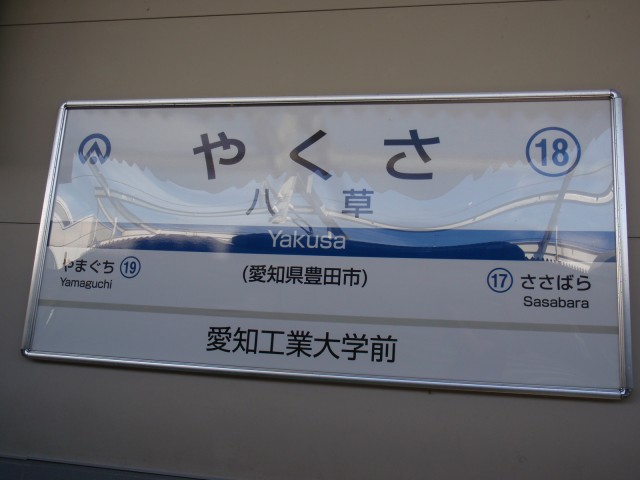 やくさ 18
八草
Yakusa
やまぐち 19 (愛知県豊田市) 17 ささばら
Yamaguchi Sasabara
愛知工業大学前